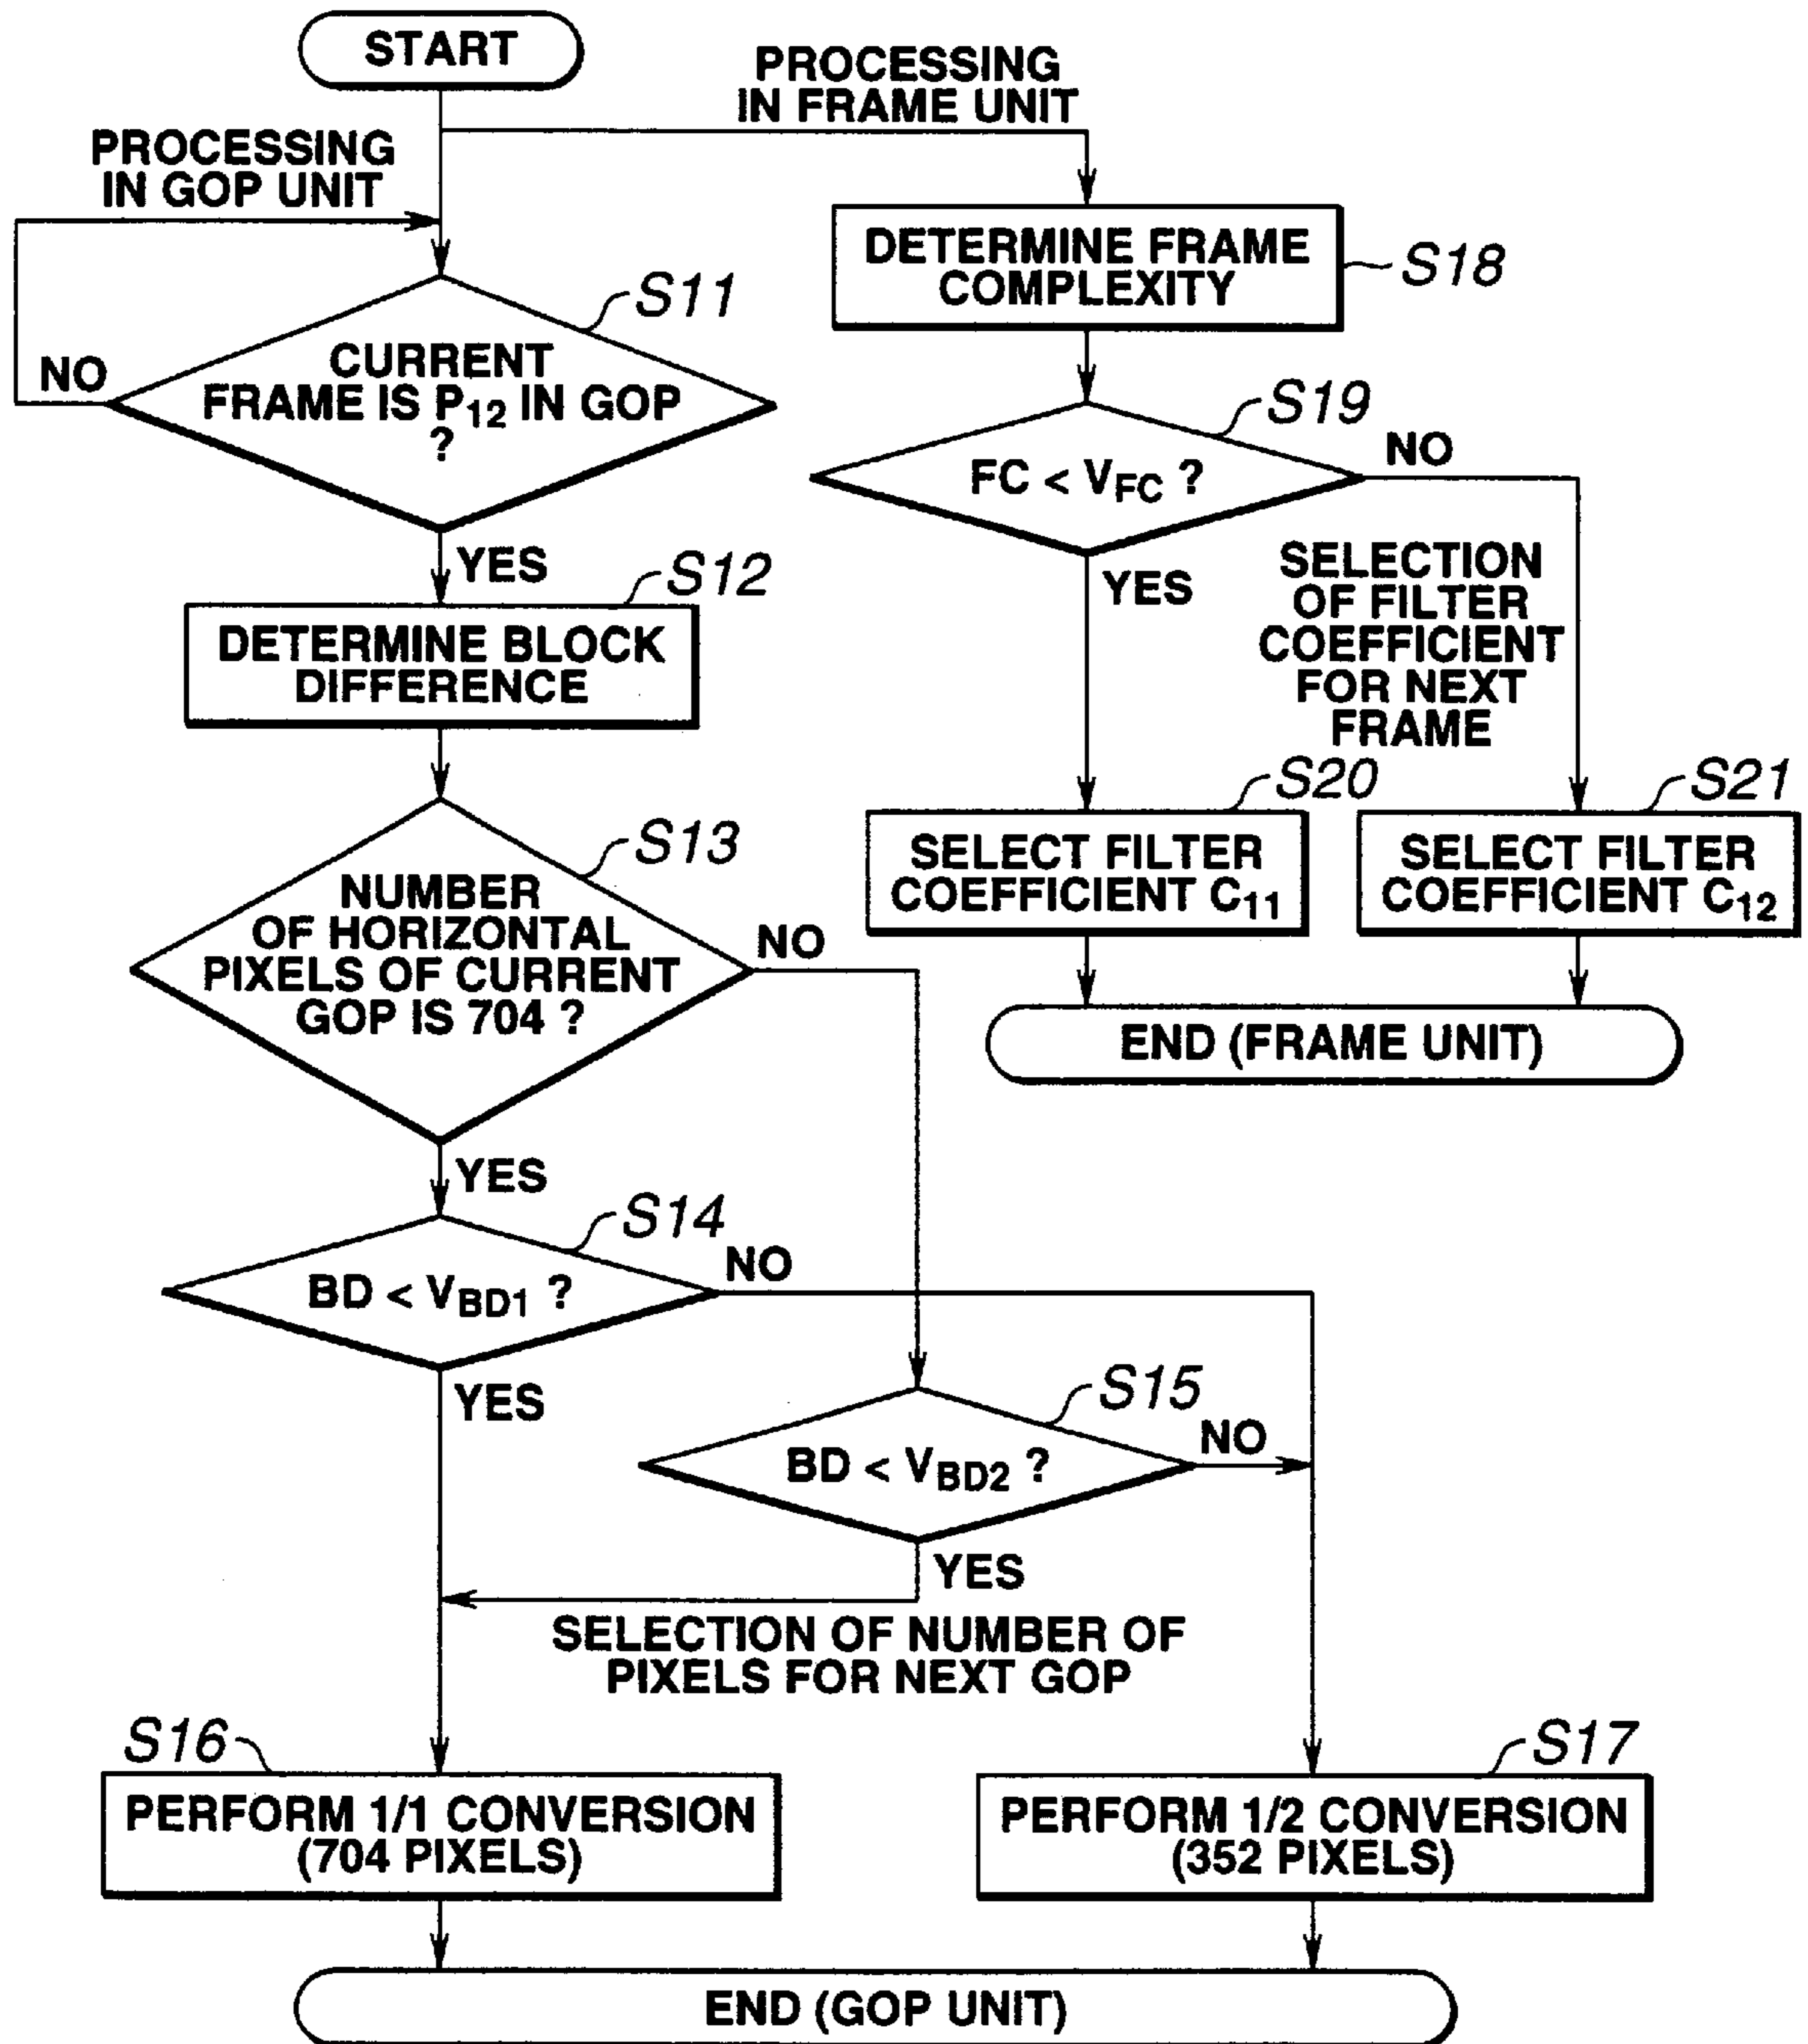 START
PROCESSING
IN FRAME UNIT
PROCESSING
IN GOP UNIT
DETERMINE FRAME
COMPLEXITY
S18
S11
CURRENT
FRAME IS P12 IN GOP
?
NO
YES
S19
FC < VFC ?
NO
YES
SELECTION
OF FILTER
COEFFICIENT
FOR NEXT
FRAME
S12
DETERMINE BLOCK
DIFFERENCE
S20
SELECT FILTER
COEFFICIENT C11
S21
SELECT FILTER
COEFFICIENT C12
END (FRAME UNIT)
S13
NUMBER
OF HORIZONTAL
PIXELS OF CURRENT
GOP IS 704 ?
NO
YES
S14
BD < VBD1 ?
NO
YES
S15
BD < VBD2 ?
NO
YES
SELECTION OF NUMBER OF
PIXELS FOR NEXT GOP
S16
PERFORM 1/1 CONVERSION
(704 PIXELS)
S17
PERFORM 1/2 CONVERSION
(352 PIXELS)
END (GOP UNIT)